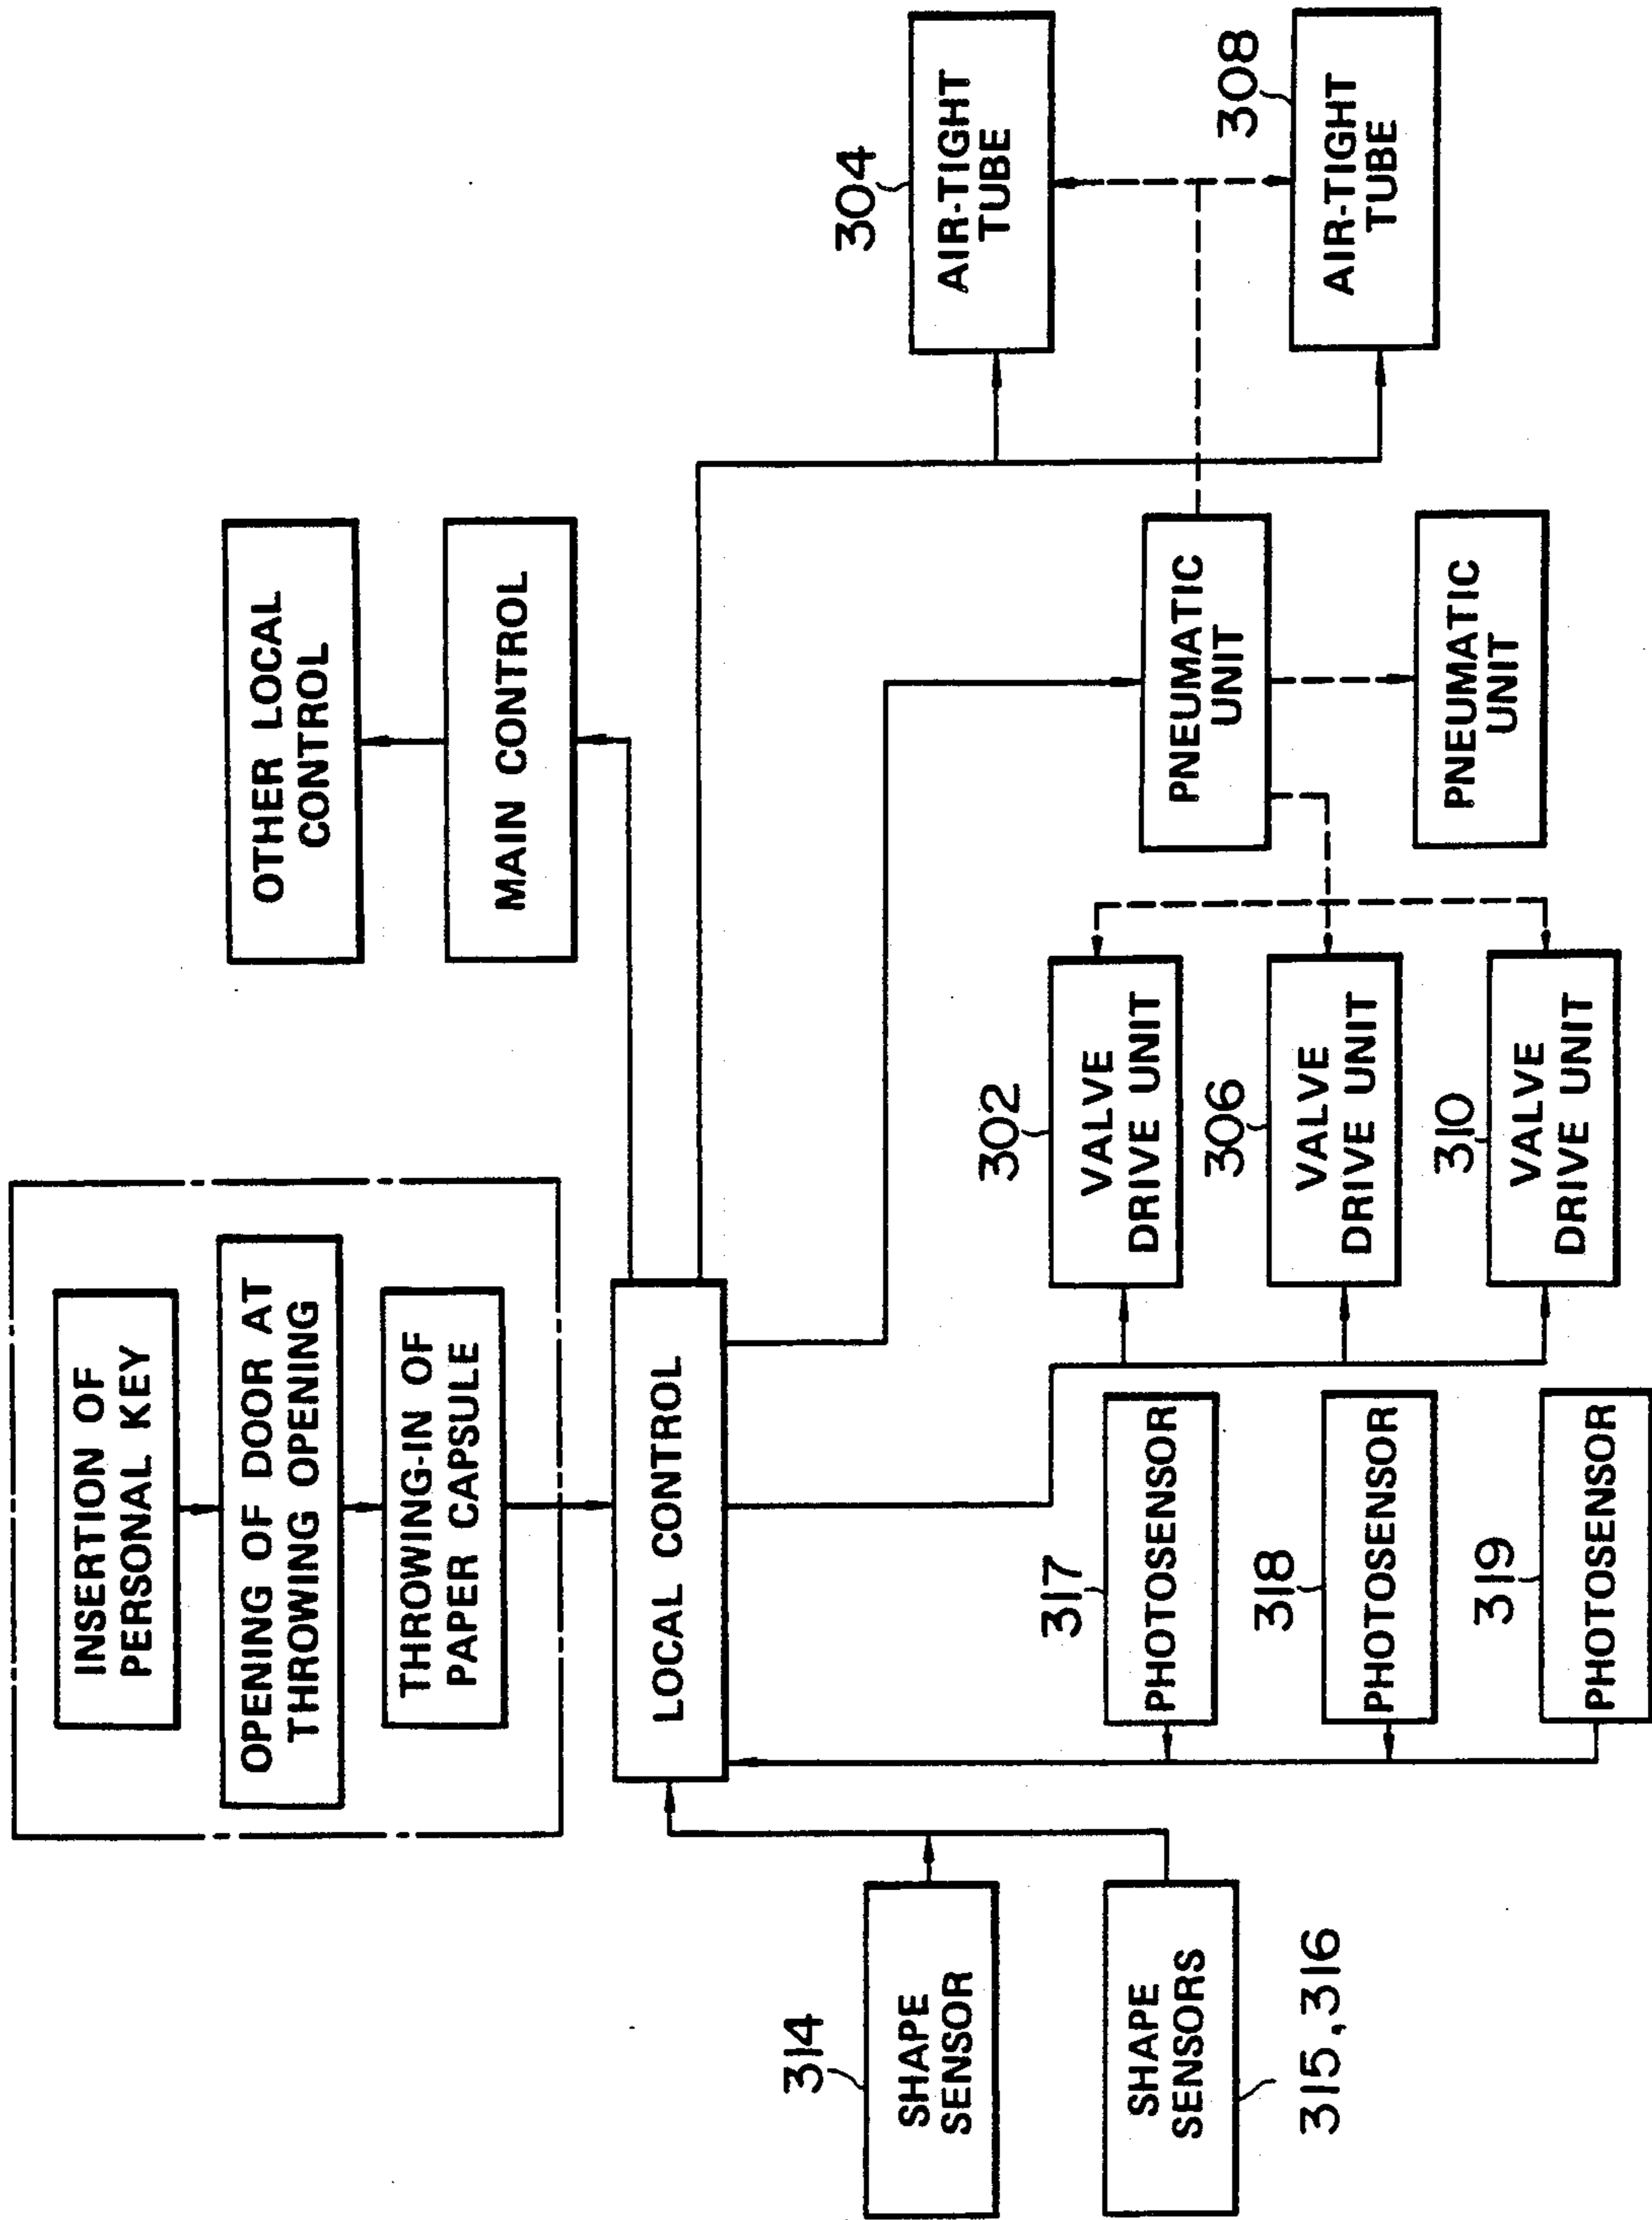 INSERTION OF
PERSONAL KEY
OPENING OF DOOR AT
THROWING OPENING
THROWING-IN OF
PAPER CAPSULE
OTHER LOCAL
CONTROL
MAIN CONTROL
LOCAL CONTROL
314
SHAPE
SENSOR
SHAPE
SENSORS
315,316
317
PHOTOSENSOR
318
PHOTOSENSOR
319
PHOTOSENSOR
302
VALVE
DRIVE UNIT
306
VALVE
DRIVE UNIT
310
VALVE
DRIVE UNIT
PNEUMATIC
UNIT
PNEUMATIC
UNIT
304
AIR-TIGHT
TUBE
308
AIR-TIGHT
TUBE